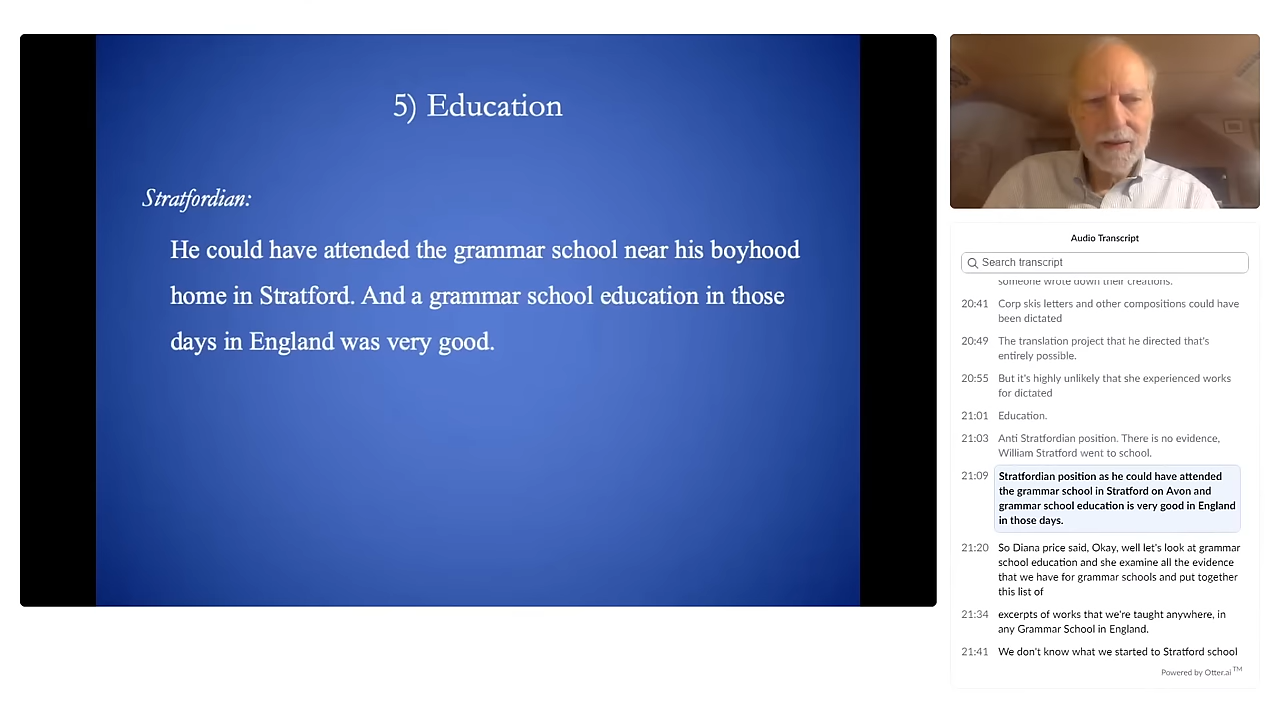 5) Education
Stratfordian:
He could have attended the grammar school near his boyhood
home in Stratford. And a grammar school education in those
days in England was very good.
Audio Transcript
Search transcript
someone wrote down their creations.
20:41 Corp skis letters and other compositions could have
been dictated
20:49 The translation project that he directed that's
entirely possible.
20:55 But it's highly unlikely that she experienced works
for dictated
21:01 Education.
21:03 Anti Stratfordian position. There is no evidence,
William Stratford went to school.
21:09 Stratfordian position as he could have attended
the grammar school in Stratford on Avon and
grammar school education is very good in England
in those days.
21:20 So Diana price said, Okay, well let's look at grammar
school education and she examine all the evidence
that we have for grammar schools and put together
this list of
21:34 excerpts of works that we're taught anywhere, in
any Grammar School in England.
21:41 We don't know what we started to Stratford school
Powered by Otter.ai TM